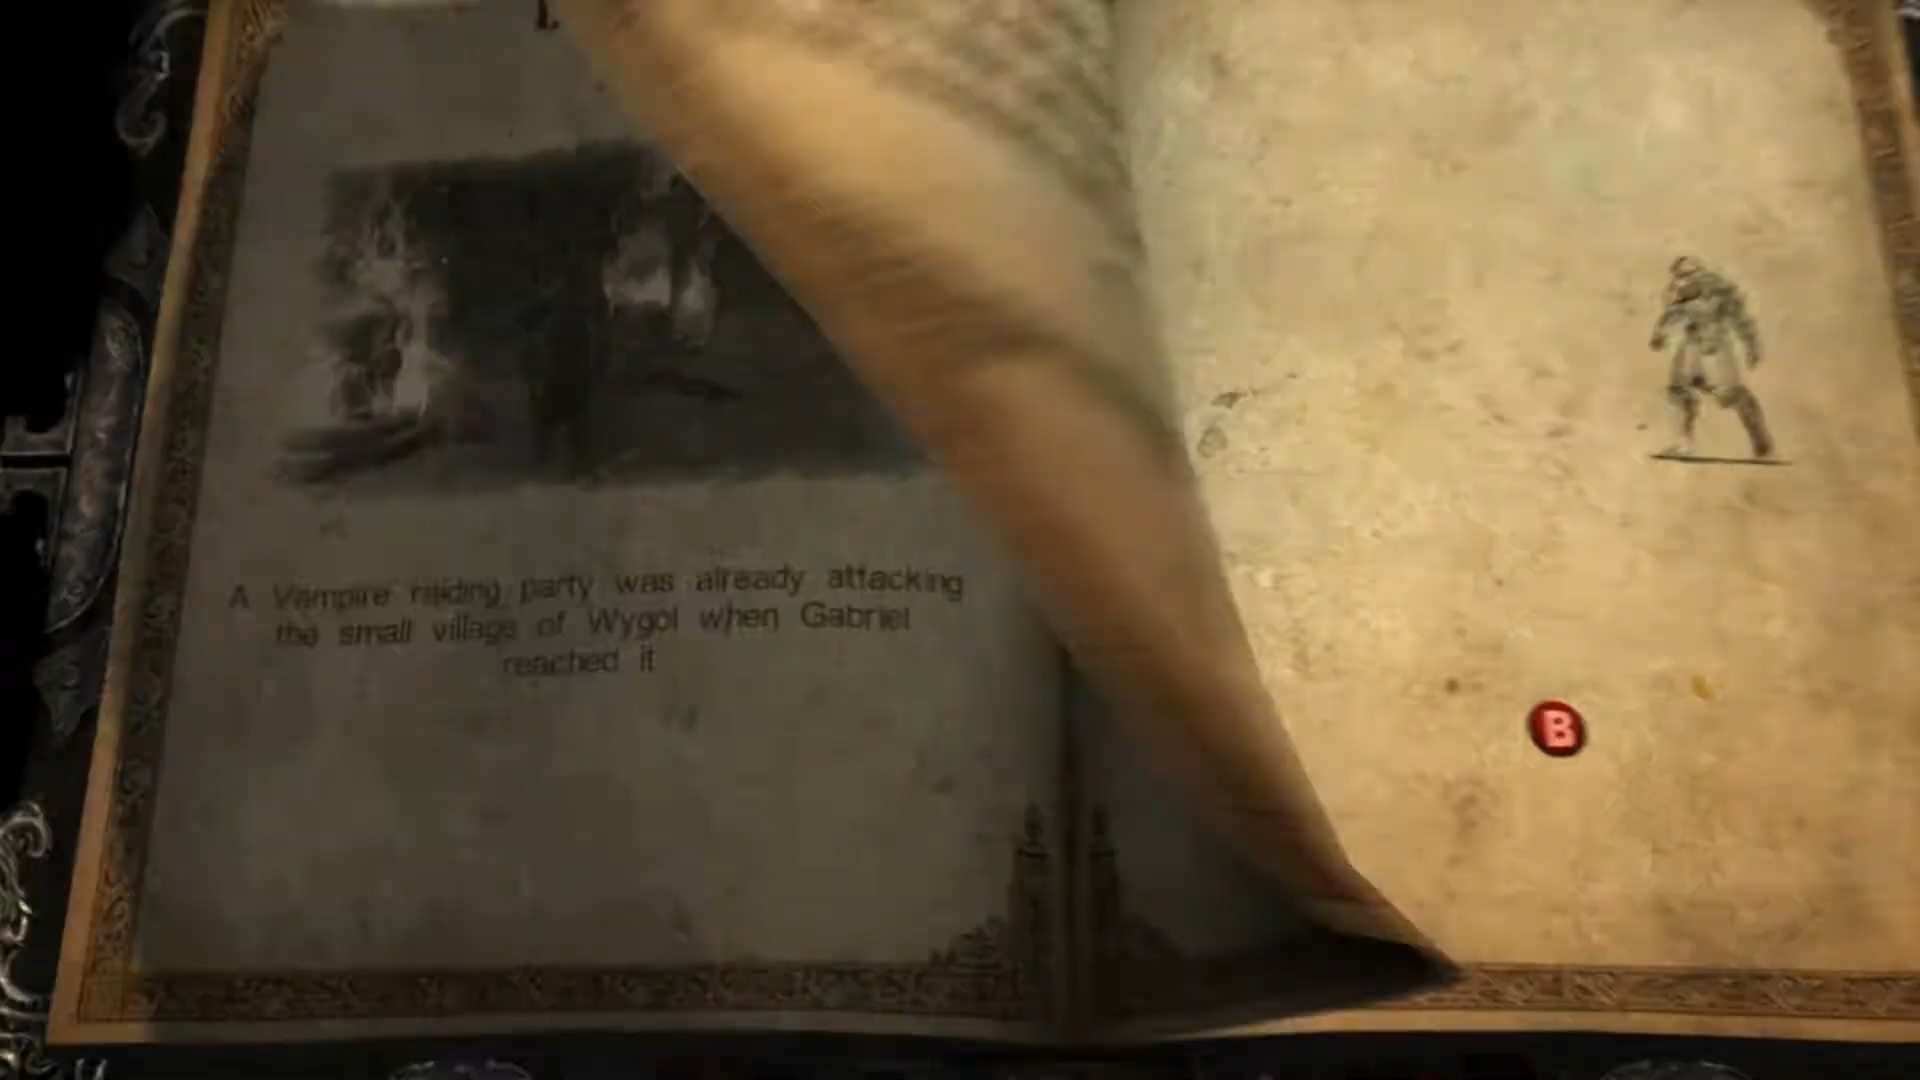 A Vampire raiding party was already attacking
the small village of Wygol when Gabriel
reached it
B